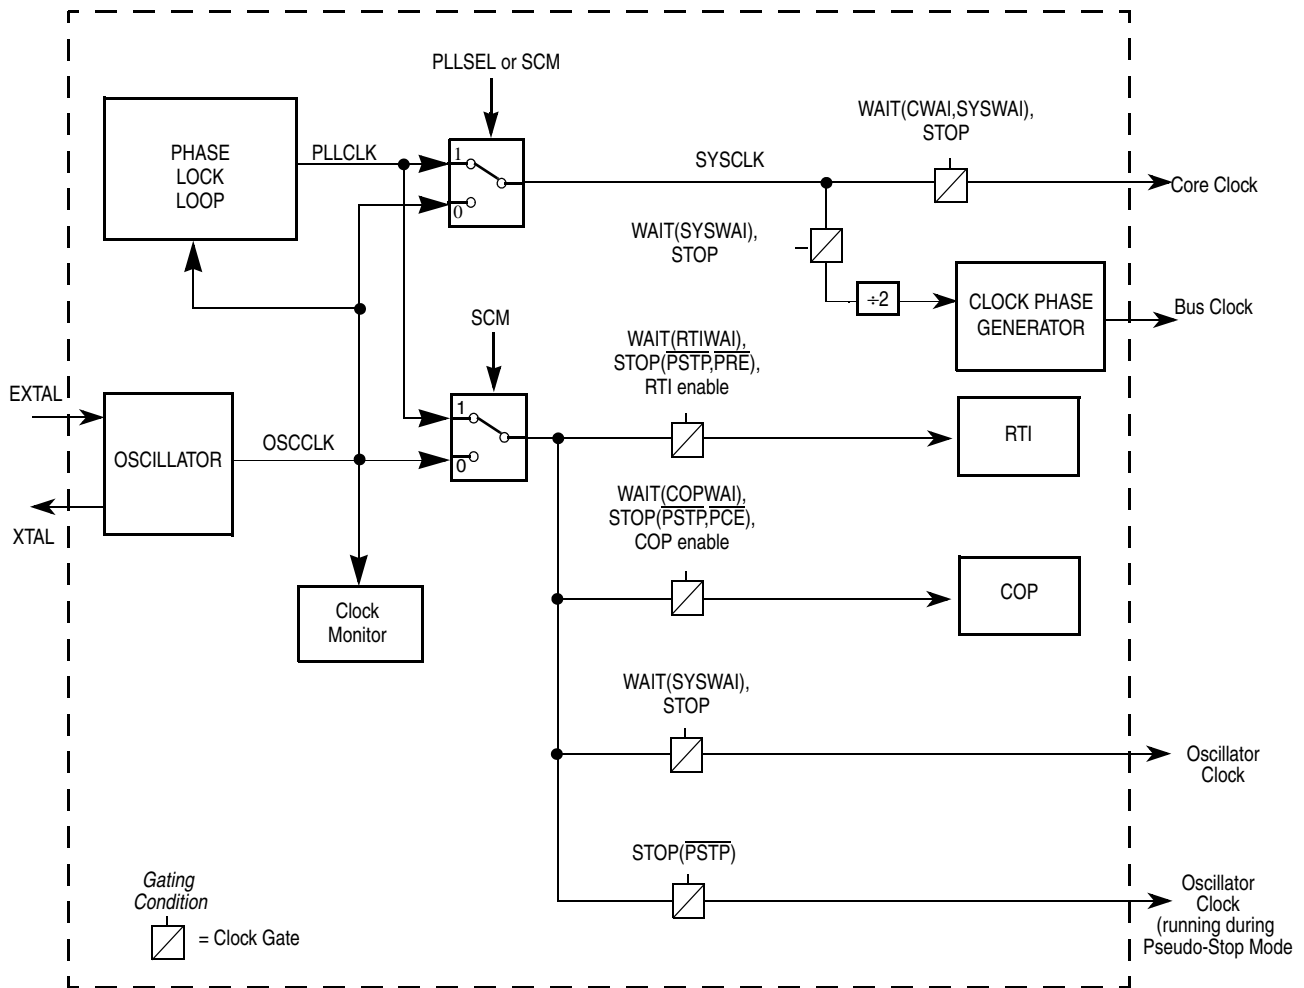 PLLSEL or SCM
WAIT(CWAI,SYSWAI),
STOP
PHASE
LOCK
LOOP
PLLCLK
1
0
SYSCLK
Core Clock
WAIT(SYSWAI),
STOP
÷2
CLOCK PHASE
GENERATOR
Bus Clock
SCM
WAIT(RTIWAI),
STOP(PSTP,PRE),
RTI enable
EXTAL
OSCILLATOR
OSCCLK
1
0
RTI
XTAL
WAIT(COPWAI),
STOP(PSTP,PCE),
COP enable
COP
Clock
Monitor
WAIT(SYSWAI),
STOP
Oscillator
Clock
STOP(PSTP)
Oscillator
Clock
(running during
Pseudo-Stop Mode
Gating
Condition
= Clock Gate